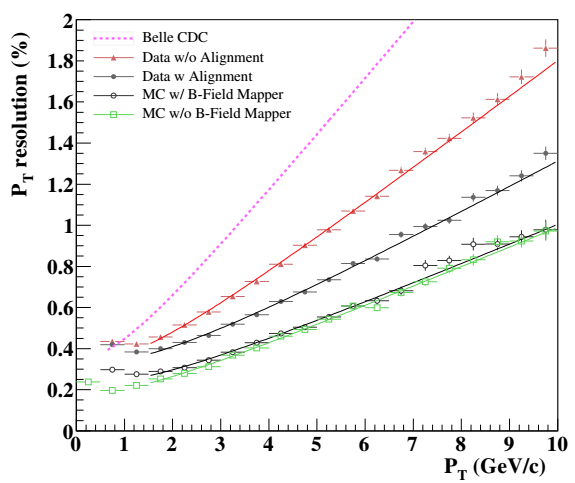 P_T resolution (%)
2
1.8
1.6
1.4
1.2
1
0.8
0.6
0.4
0.2
0
Belle CDC
Data w/o Alignment
Data w Alignment
MC w/ B-Field Mapper
MC w/o B-Field Mapper
0 1 2 3 4 5 6 7 8 9 10
P_T (GeV/c)